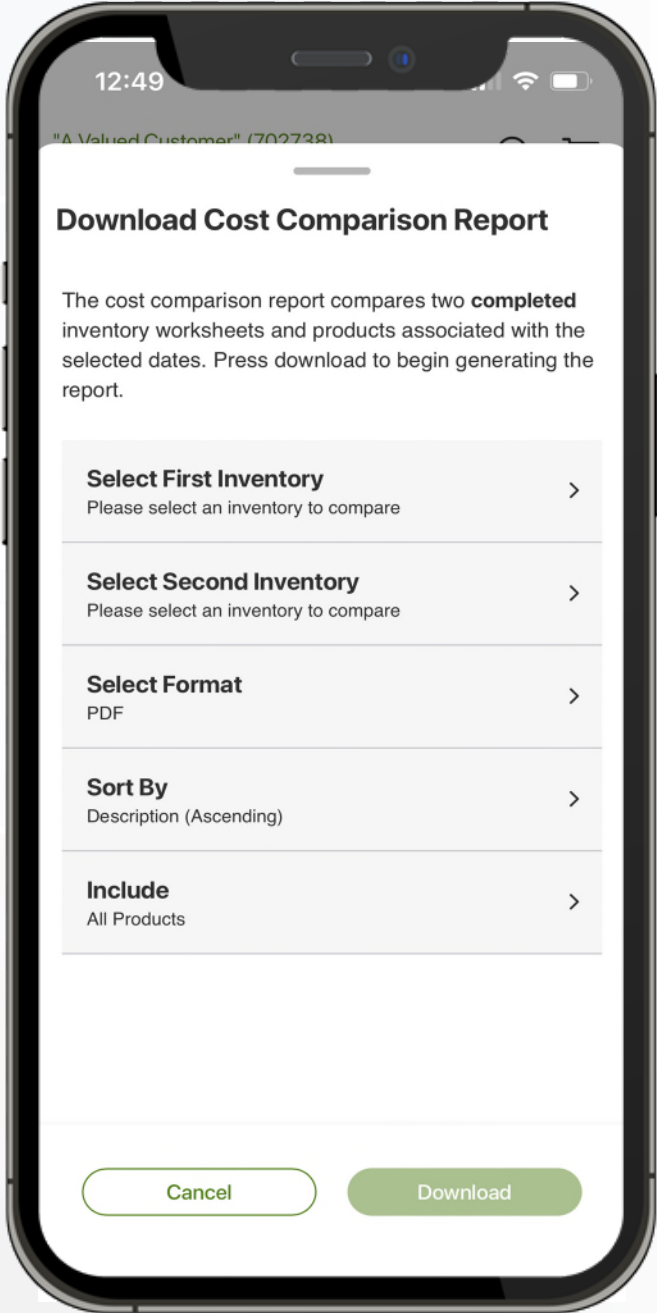 12:49
"A Valued Customer" (702738)
Download Cost Comparison Report
The cost comparison report compares two completed
inventory worksheets and products associated with the
selected dates. Press download to begin generating the
report.
Select First Inventory
Please select an inventory to compare
Select Second Inventory
Please select an inventory to compare
Select Format
PDF
Sort By
Description (Ascending)
Include
All Products
Cancel
Download